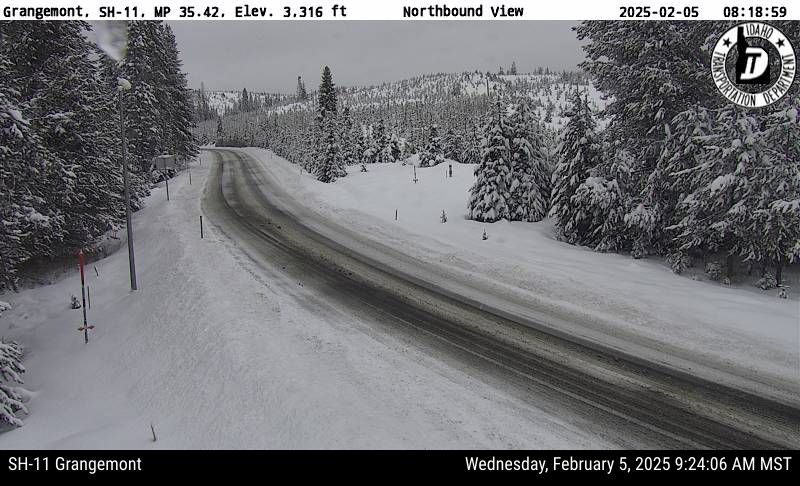 Grangemont, SH-11, MP 35.42, Elev. 3,316 ft Northbound View 2025-02-05 08:18:59
IDAHO
TRANSPORTATION DEPARTMENT
SH-11 Grangemont Wednesday, February 5, 2025 9:24:06 AM MST